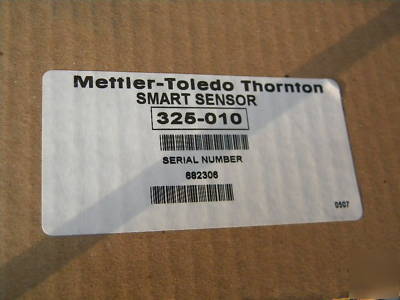 Mettler-Toledo Thornton
SMART SENSOR
325-010
SERIAL NUMBER
682306
0507